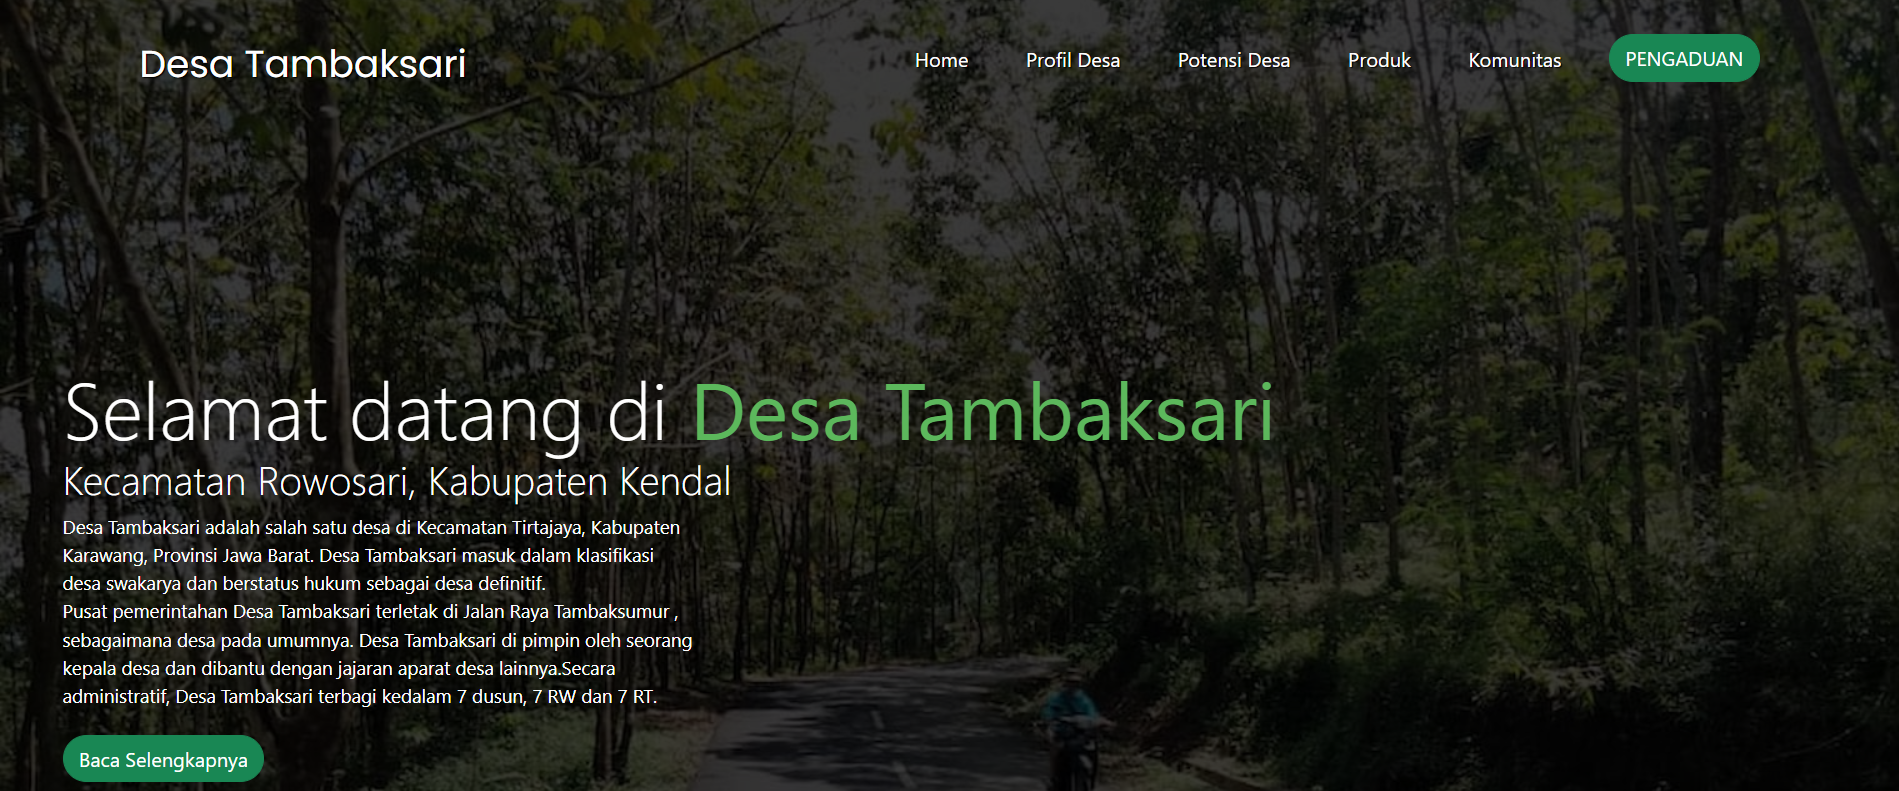 Desa Tambaksari
Home Profil Desa Potensi Desa Produk Komunitas PENGADUAN
Selamat datang di Desa Tambaksari
Kecamatan Rowosari, Kabupaten Kendal
Desa Tambaksari adalah salah satu desa di Kecamatan Tirtajaya, Kabupaten
Karawang, Provinsi Jawa Barat. Desa Tambaksari masuk dalam klasifikasi
desa swakarya dan berstatus hukum sebagai desa definitif.
Pusat pemerintahan Desa Tambaksari terletak di Jalan Raya Tambaksumur ,
sebagaimana desa pada umumnya. Desa Tambaksari di pimpin oleh seorang
kepala desa dan dibantu dengan jajaran aparat desa lainnya.Secara
administratif, Desa Tambaksari terbagi kedalam 7 dusun, 7 RW dan 7 RT.
Baca Selengkapnya